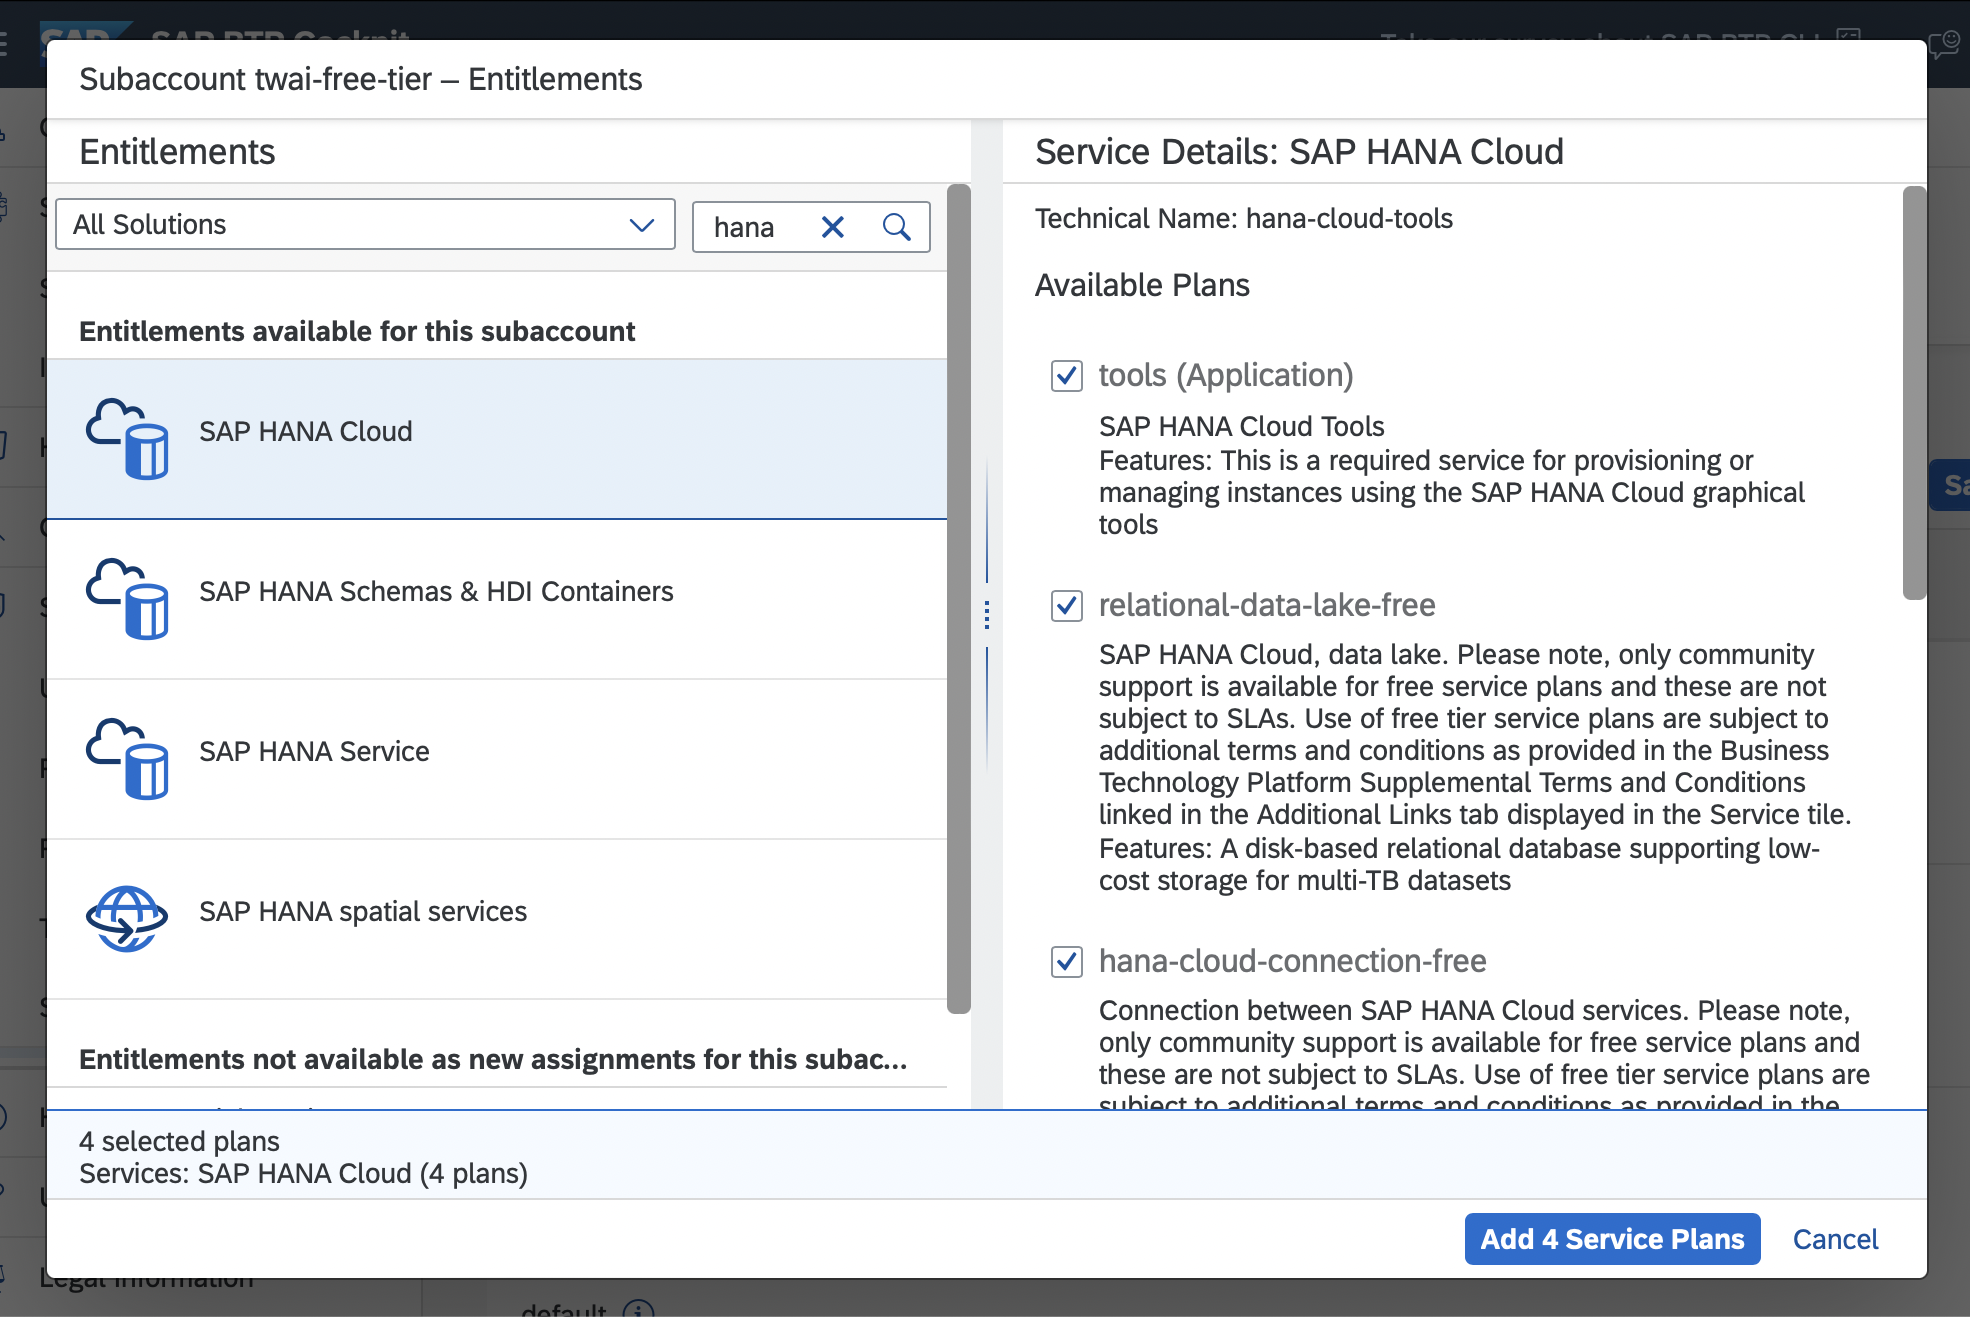 Subaccount twai-free-tier – Entitlements
Entitlements
All Solutions
hana
Entitlements available for this subaccount
SAP HANA Cloud
SAP HANA Schemas & HDI Containers
SAP HANA Service
SAP HANA spatial services
Entitlements not available as new assignments for this subac...
Service Details: SAP HANA Cloud
Technical Name: hana-cloud-tools
Available Plans
tools (Application)
SAP HANA Cloud Tools
Features: This is a required service for provisioning or
managing instances using the SAP HANA Cloud graphical
tools
relational-data-lake-free
SAP HANA Cloud, data lake. Please note, only community
support is available for free service plans and these are not
subject to SLAs. Use of free tier service plans are subject to
additional terms and conditions as provided in the Business
Technology Platform Supplemental Terms and Conditions
linked in the Additional Links tab displayed in the Service tile.
Features: A disk-based relational database supporting low-
cost storage for multi-TB datasets
hana-cloud-connection-free
Connection between SAP HANA Cloud services. Please note,
only community support is available for free service plans and
these are not subject to SLAs. Use of free tier service plans are
subject to additional terms and conditions as provided in the
4 selected plans
Services: SAP HANA Cloud (4 plans)
Add 4 Service Plans
Cancel
Legal Information
default